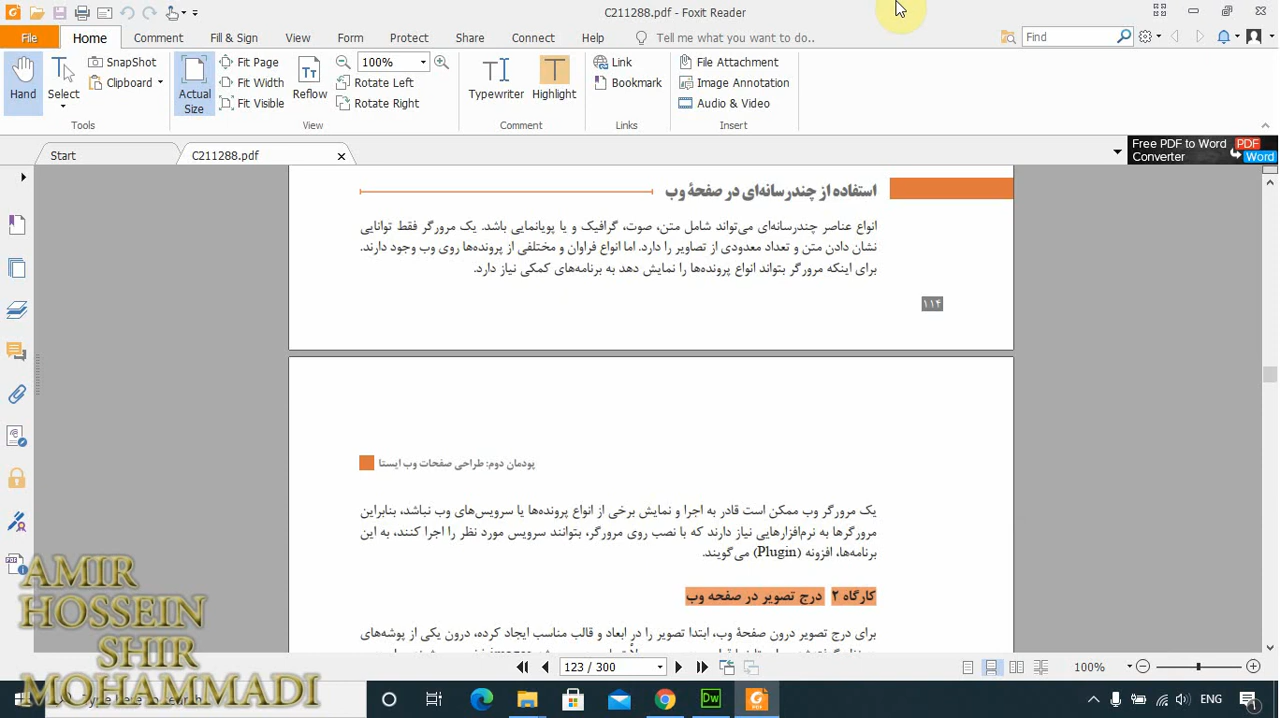 C211288.pdf - Foxit Reader
File Home Comment Fill & Sign View Form Protect Share Connect Help Tell me what you want to do.. Find
Hand Select SnapShot Clipboard Actual Size Fit Page Fit Width Fit Visible Reflow 100% Rotate Left Rotate Right Typewriter Highlight Link Bookmark File Attachment Image Annotation Audio & Video
Tools View Comment Links Insert
Start C211288.pdf Free PDF to Word Converter PDF Word
استفاده از چندرسانه‌ای در صفحهٔ وب
انواع عناصر چندرسانه‌ای می‌تواند شامل متن، صوت، گرافیک و یا پویانمایی باشد. یک مرورگر فقط توانایی
نشان دادن متن و تعداد معدودی از تصاویر را دارد. اما انواع فراوان و مختلفی از پرونده‌ها روی وب وجود دارند.
برای اینکه مرورگر بتواند انواع پرونده‌ها را نمایش دهد به برنامه‌های کمکی نیاز دارد.
۱۱۴
پودمان دوم: طراحی صفحات وب ایستا
یک مرورگر وب ممکن است قادر به اجرا و نمایش برخی از انواع پرونده‌ها یا سرویس‌های وب نباشد، بنابراین
مرورگرها به نرم‌افزارهایی نیاز دارند که با نصب روی مرورگر، بتوانند سرویس مورد نظر را اجرا کنند، به این
برنامه‌ها، افزونه (Plugin) می‌گویند.
کارگاه ۲ درج تصویر در صفحه وب
برای درج تصویر درون صفحهٔ وب، ابتدا تصویر را در ابعاد و قالب مناسب ایجاد کرده، درون یکی از پوشه‌های
123 / 300 100%
AMIR
HOSSEIN
SHIR
MOHAMMADI
Dw ENG 1